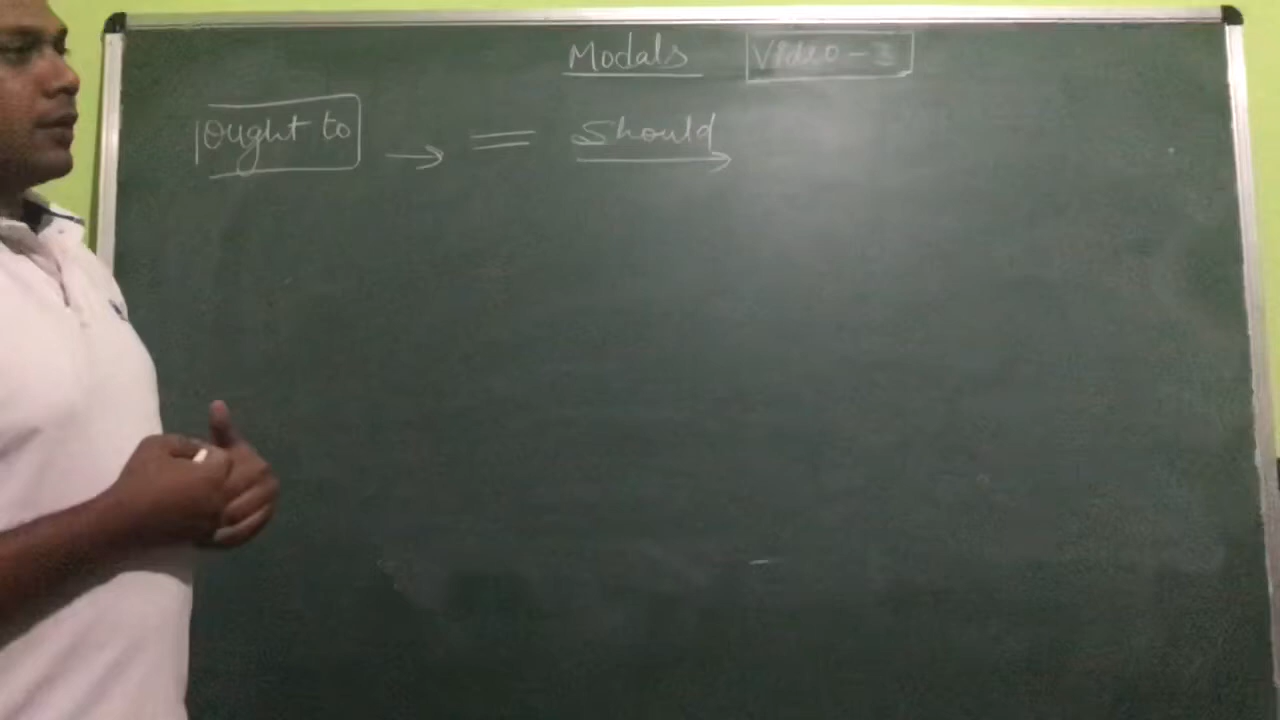 Modals Video - 3
ought to → = Should